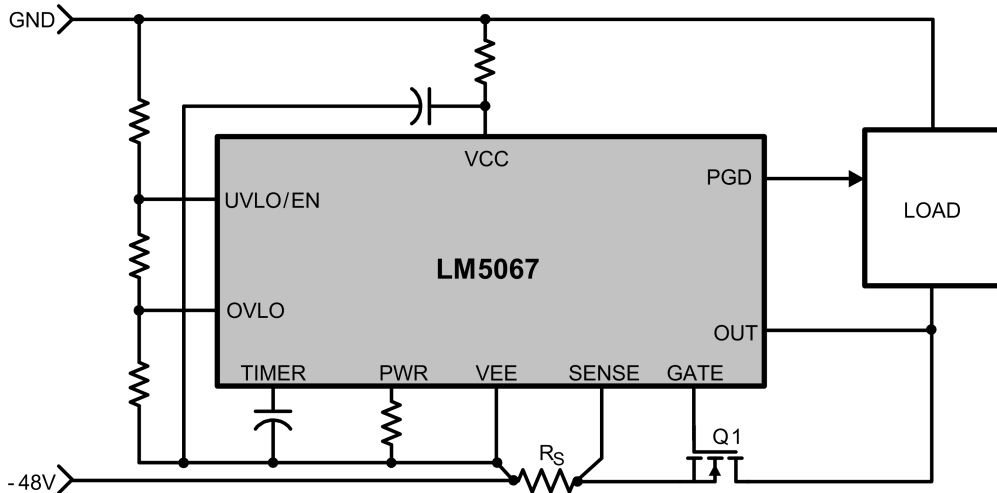 GND
VCC
PGD
UVLO/EN
LOAD
LM5067
OVLO
OUT
TIMER PWR VEE SENSE GATE
RS Q1
-48V